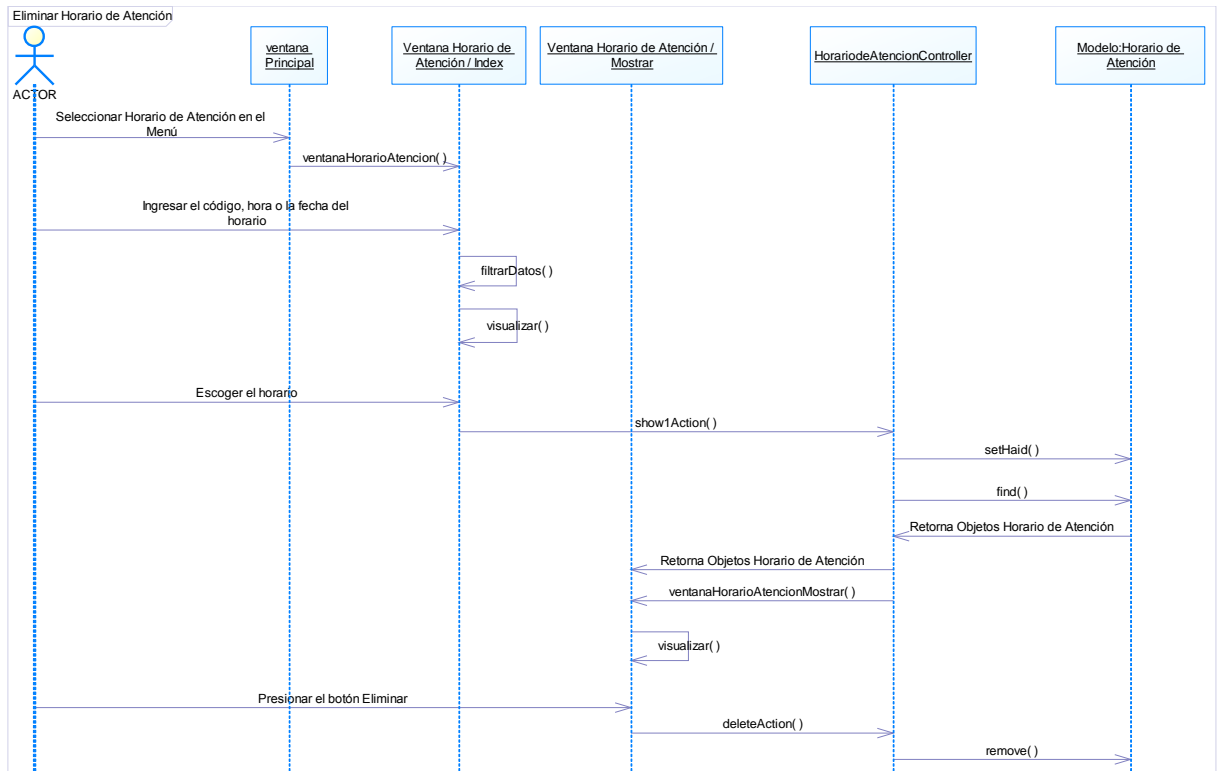 Eliminar Horario de Atención
ACTOR
ventana
Principal
Ventana Horario de
Atención / Index
Ventana Horario de Atención /
Mostrar
HorariodeAtencionController
Modelo:Horario de
Atención
Seleccionar Horario de Atención en el
Menú
ventanaHorarioAtencion( )
Ingresar el código, hora o la fecha del
horario
filtrarDatos( )
visualizar( )
Escoger el horario
show1Action( )
setHaid( )
find( )
Retorna Objetos Horario de Atención
Retorna Objetos Horario de Atención
ventanaHorarioAtencionMostrar( )
visualizar( )
Presionar el botón Eliminar
deleteAction( )
remove( )